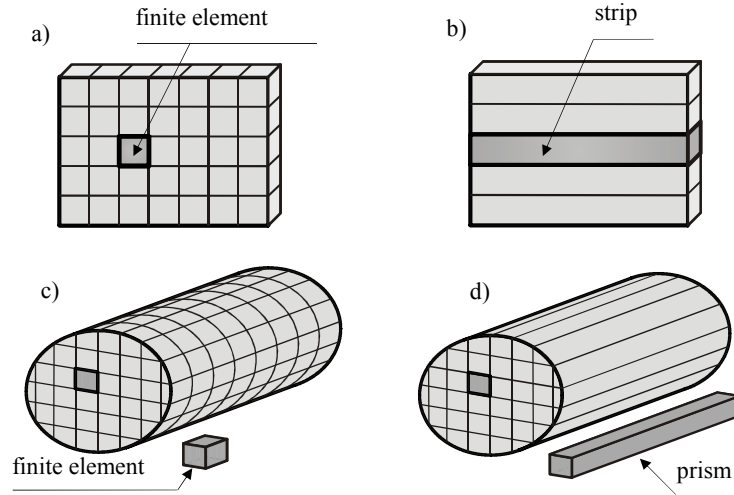 finite element
a)
strip
b)
c)
finite element
d)
prism